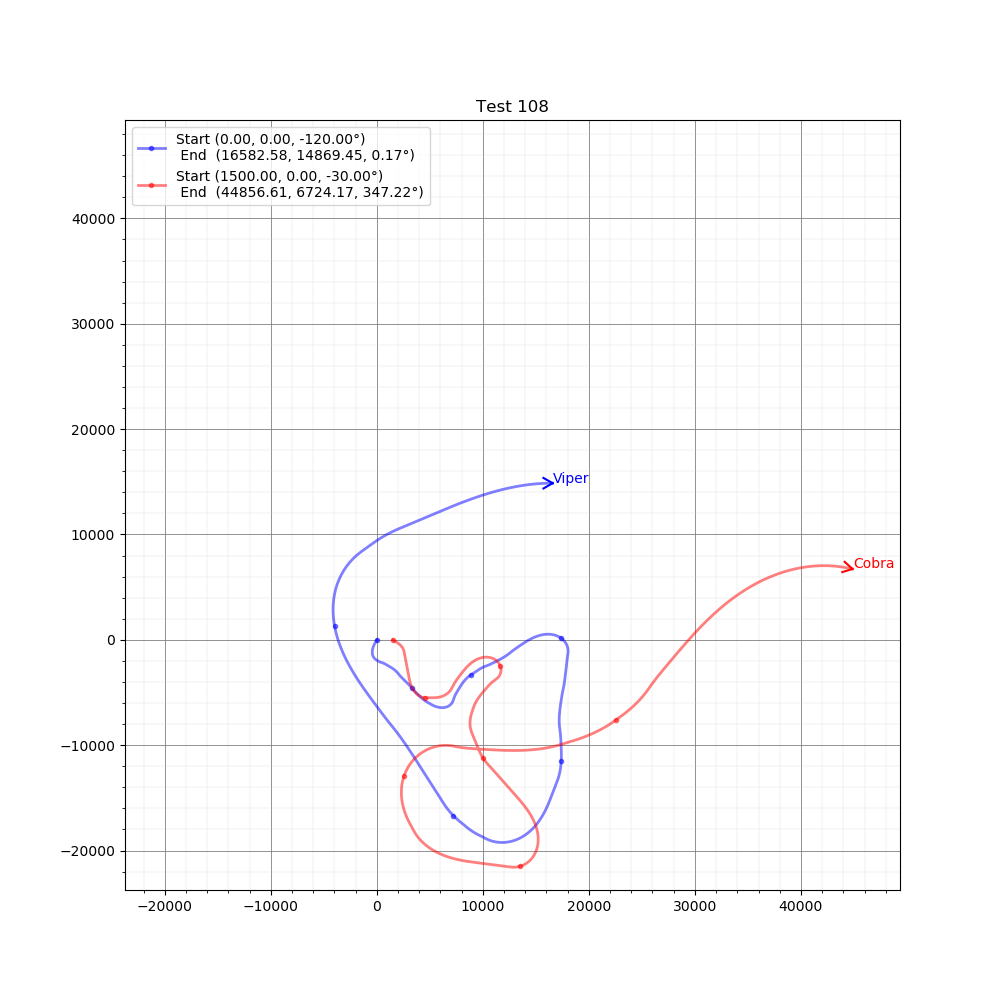 Test 108
Start (0.00, 0.00, -120.00°)
End (16582.58, 14869.45, 0.17°)
Start (1500.00, 0.00, -30.00°)
End (44856.61, 6724.17, 347.22°)
40000
30000
20000
Viper
10000
Cobra
0
−10000
−20000
−20000 −10000 0 10000 20000 30000 40000